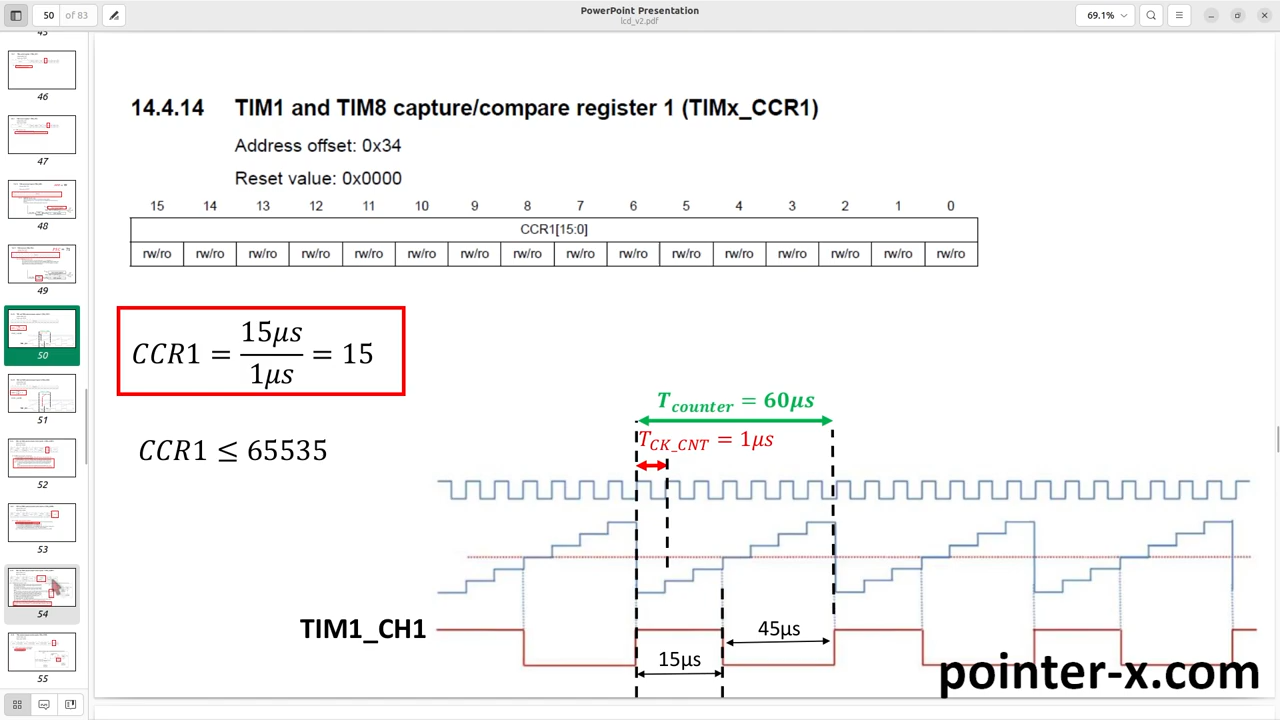 PowerPoint Presentation
lcd_v2.pdf
50 of 83
69.1%
46
47
48
49
50
51
52
53
54
55
14.4.14 TIM1 and TIM8 capture/compare register 1 (TIMx_CCR1)
Address offset: 0x34
Reset value: 0x0000
15 14 13 12 11 10 9 8 7 6 5 4 3 2 1 0
CCR1[15:0]
rw/ro rw/ro rw/ro rw/ro rw/ro rw/ro rw/ro rw/ro rw/ro rw/ro rw/ro rw/ro rw/ro rw/ro rw/ro rw/ro
CCR1 = 15μs / 1μs = 15
CCR1 ≤ 65535
T_counter = 60μs
T_CK_CNT = 1μs
TIM1_CH1
45μs
15μs
pointer-x.com